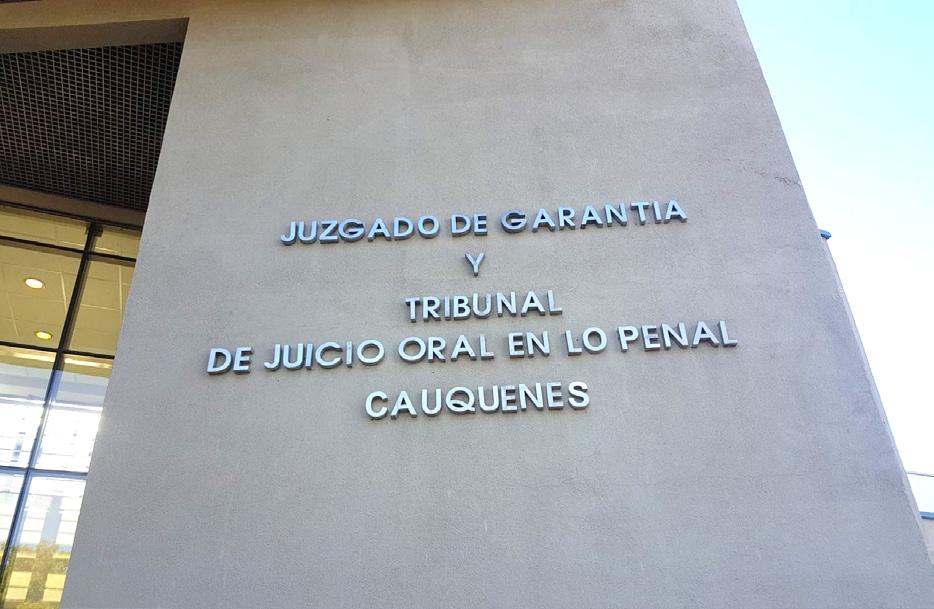 JUZGADO DE GARANTIA
Y
TRIBUNAL
DE JUICIO ORAL EN LO PENAL
CAUQUENES